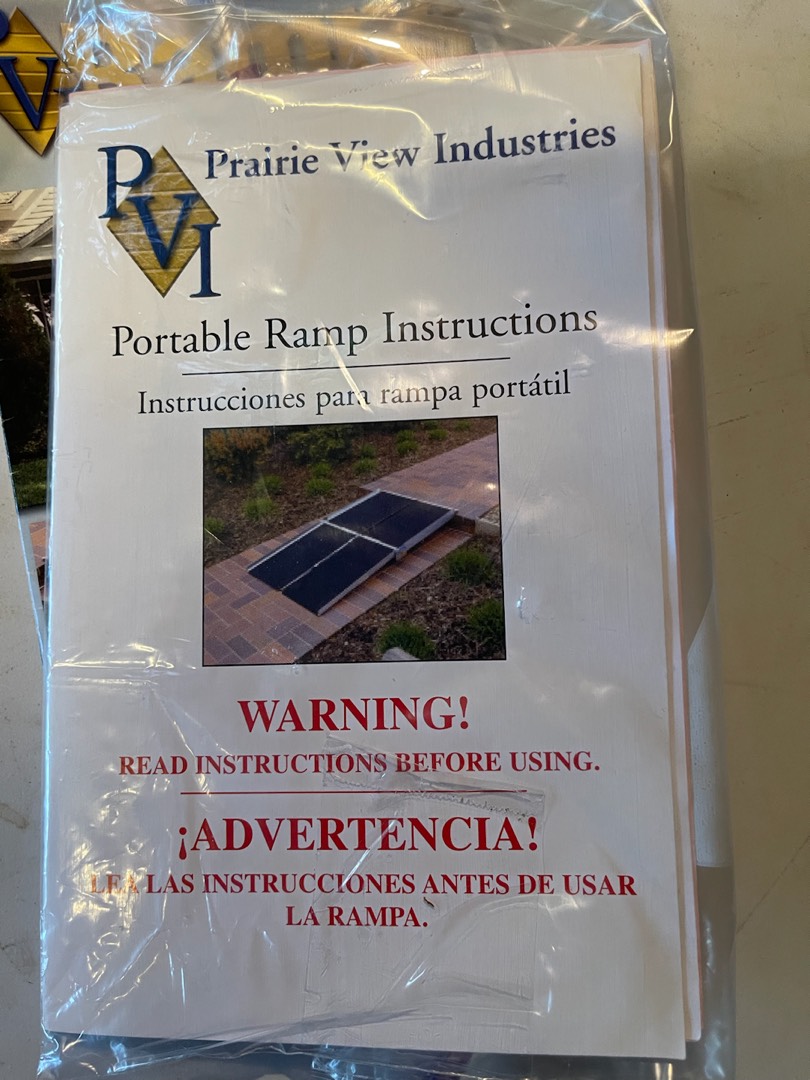 PVI
Prairie View Industries
Portable Ramp Instructions
Instrucciones para rampa portátil
WARNING!
READ INSTRUCTIONS BEFORE USING.
¡ADVERTENCIA!
LEA LAS INSTRUCCIONES ANTES DE USAR
LA RAMPA.